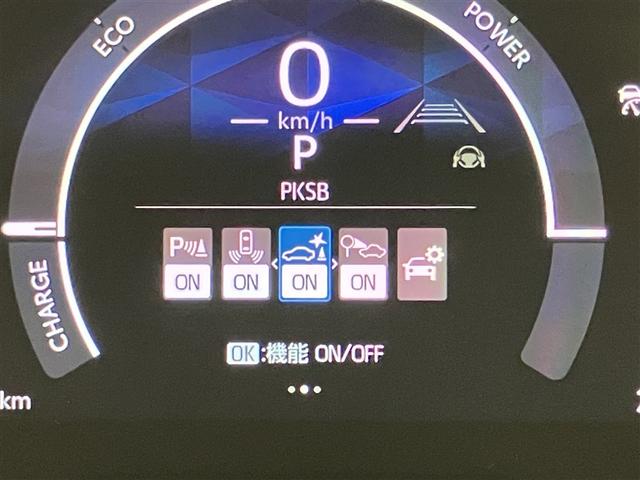 ECO
POWER
0
km/h
P
PKSB
P
ON
ON
ON
ON
CHARGE
OK:機能 ON/OFF
km